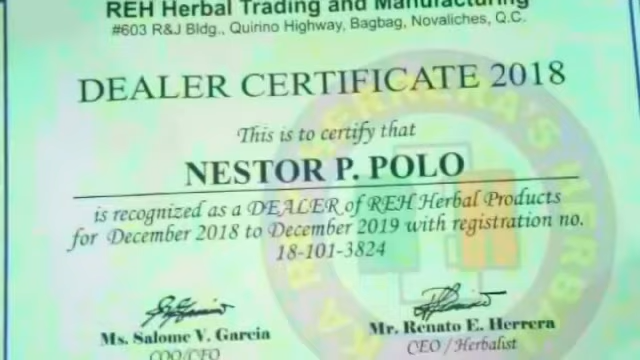 REH Herbal Trading and Manufacturing
#603 R&J Bldg., Quirino Highway, Bagbag, Novaliches, Q.C.
DEALER CERTIFICATE 2018
This is to certify that
NESTOR P. POLO
is recognized as a DEALER of REH Herbal Products
for December 2018 to December 2019 with registration no.
18-101-3824
Ms. Salome V. Garcia
Mr. Renato E. Herrera
COO/CFO
CEO / Herbalist